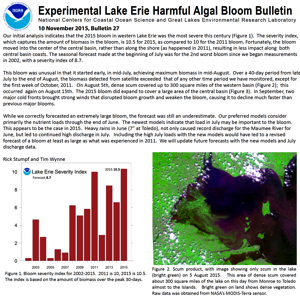 Experimental Lake Erie Harmful Algal Bloom Bulletin
National Centers for Coastal Ocean Science and Great Lakes Environmental Research Laboratory
10 November 2015, Bulletin 27
Our initial analysis indicates that the 2015 bloom in western Lake Erie was the most severe this century (Figure 1). The severity index,
which captures the amount of biomass in the bloom, is 10.5 for 2015, as compared to 10 for the 2011 bloom. Fortunately, the bloom
moved into the center of the central basin, rather than along the shore (as happened in 2011), resulting in less impact along both
central basin coasts. The seasonal forecast made at the beginning of July was for the 2nd worst bloom since we began measurements
in 2002, with a severity index of 8.7.
This bloom was unusual in that it started early, in mid-July, achieving maximum biomass in mid-August. Over a 40-day period from late
July to the end of August, the biomass detected from satellite exceeded that of any other time period we have monitored, except for
the first week of October, 2011. On August 5th, dense scum covered up to 300 square miles of the western basin (Figure 2); this
occurred again on August 15th. The 2015 bloom did expand to cover a large area of the central basin (Figure 3). In September, two
major cold fronts brought strong winds that disrupted bloom growth and weaken the bloom, causing it to decline much faster than
previous major blooms.
While we correctly forecasted an extremely large bloom, the forecast was still an underestimate. Our preferred models consider
primarily the nutrient loads through the end of June. The newest models indicate that load in July may be important to the bloom.
This appears to be the case in 2015. Heavy rains in June (7" at Toledo), not only caused record discharge for the Maumee River for
June, but led to continued high discharge in July. Including the high July loads with the new models would have led to a revised
forecast of a bloom at least as large as what was experienced in 2011. We will update future forecasts with the new models and July
discharge data.
Rick Stumpf and Tim Wynne
Lake Erie Severity Index
Forecast 8.7
2015 10.5
10
8
6
4
2
0
2003 2005 2007 2009 2011 2013 2015
Figure 1. Bloom severity index for 2002-2015. 2011 is 10, 2015 is 10.5.
The index is based on the amount of biomass over the peak 30-days.
Figure 2. Scum product, with image showing only scum in the lake
(bright green) on 5 August 2015. This area of dense scum covered
about 300 square miles of the lake on this day from Monroe to Toledo
almost to the islands. Bright green on land shows dense vegetation.
Raw data was obtained from NASA's MODIS-Terra sensor.